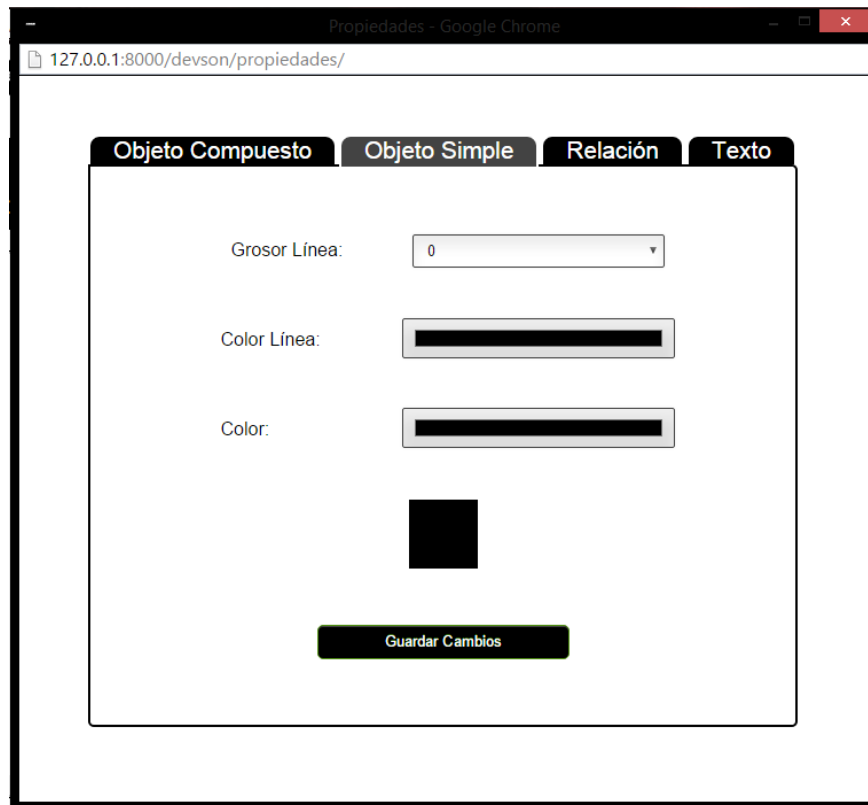 Propiedades - Google Chrome
127.0.0.1:8000/devson/propiedades/
Objeto Compuesto Objeto Simple Relación Texto
Grosor Línea: 0
Color Línea:
Color:
Guardar Cambios